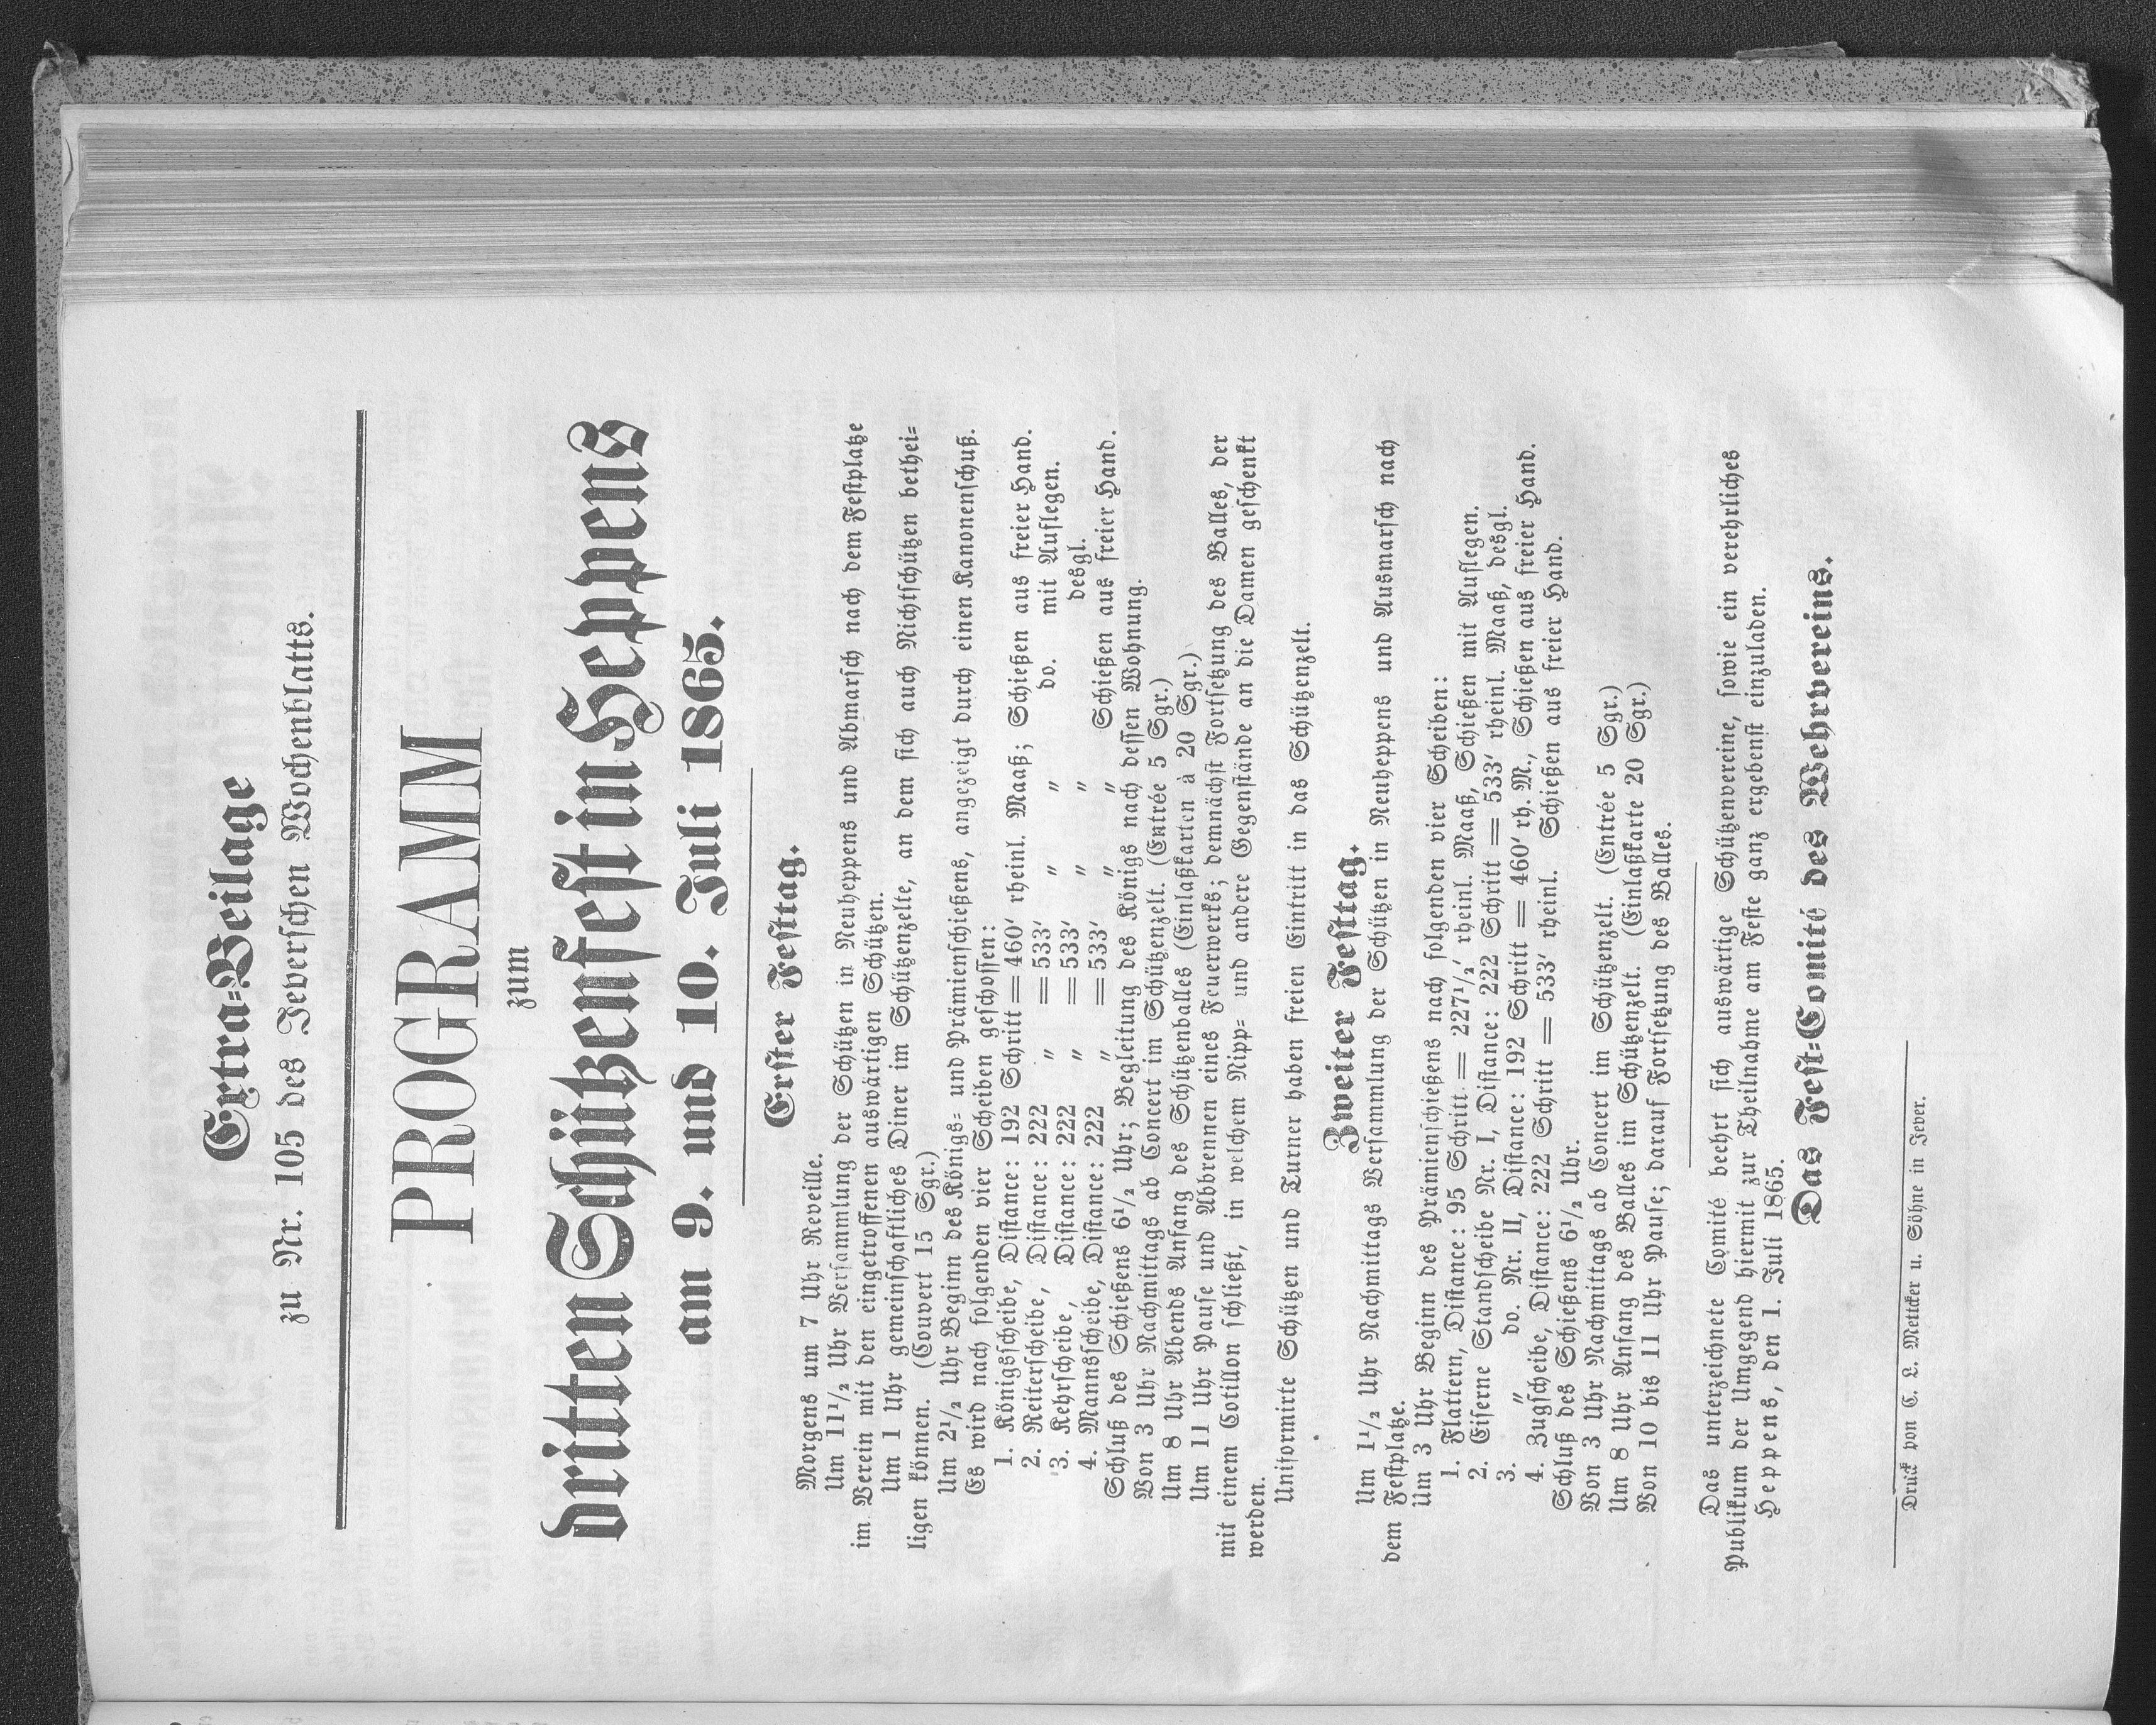 Extra-Beilage
zu Nr. 105 des Jeverschen Wochenblatts.
PROGRAMM
zum
dritten Schützenfest in Heppens
am 9. und 10. Juli 1865.
Erster Festtag.
Morgens um 7 Uhr Reveille.
Um 11 1/2 Uhr Versammlung der Schützen in Neuheppens und Abmarsch nach dem Festplatze
im Verein mit den eingetroffenen auswärtigen Schützen.
Um 1 Uhr gemeinschaftliches Diner im Schützenzelte, an dem sich auch Nichtschützen bethei-
ligen können. (Couvert 15 Sgr.)
Um 2 1/2 Uhr Beginn des Königs- und Prämienschießens, angezeigt durch einen Kanonenschuß.
Es wird nach folgenden vier Scheiben geschossen:
1. Königsscheibe, Distance: 192 Schritt = 460′ rheinl. Maaß; Schießen aus freier Hand.
2. Reiterscheibe, Distance: 222 „ = 533′ „ „ do. mit Auflegen.
3. Kehrscheibe, Distance: 222 „ = 533′ „ „ desgl.
4. Mannsscheibe, Distance: 222 „ = 533′ „ „ Schießen aus freier Hand.
Schluß des Schießens 6 1/2 Uhr; Begleitung des Königs nach dessen Wohnung.
Von 3 Uhr Nachmittags ab Concert im Schützenzelt. (Entrée 5 Sgr.)
Um 8 Uhr Abends Anfang des Schützenballes (Einlaßkarten à 20 Sgr.)
Um 11 Uhr Pause und Abbrennen eines Feuerwerks; demnächst Fortsetzung des Balles, der
mit einem Cotillon schließt, in welchem Nipp- und andere Gegenstände an die Damen geschenkt
werden.
Uniformirte Schützen und Turner haben freien Eintritt in das Schützenzelt.
Zweiter Festtag.
Um 1 1/2 Uhr Nachmittags Versammlung der Schützen in Neuheppens und Ausmarsch nach
dem Festplatze.
Um 3 Uhr Beginn des Prämienschießens nach folgenden vier Scheiben:
1. Flattern, Distance: 95 Schritt = 227 1/2′ rheinl. Maaß, Schießen mit Auflegen.
2. Eiserne Standscheibe Nr. I, Distance: 222 Schritt = 533′ rheinl. Maaß, desgl.
3. „ do. Nr. II, Distance: 192 Schritt = 460′ rh. M., Schießen aus freier Hand.
4. Zugscheibe, Distance: 222 Schritt = 533′ rheinl. Schießen aus freier Hand.
Schluß des Schießens 6 1/2 Uhr.
Von 3 Uhr Nachmittags ab Concert im Schützenzelt. (Entrée 5 Sgr.)
Um 8 Uhr Anfang des Balles im Schützenzelt. (Einlaßkarte 20 Sgr.)
Von 10 bis 11 Uhr Pause; darauf Fortsetzung des Balles.
Das unterzeichnete Comité beehrt sich auswärtige Schützenvereine, sowie ein verehrliches
Publikum der Umgegend hiermit zur Theilnahme am Feste ganz ergebenst einzuladen.
Heppens, den 1. Juli 1865.
Das Fest-Comité des Wehrvereins.
Druck von C. L. Mettcker u. Söhne in Jever.